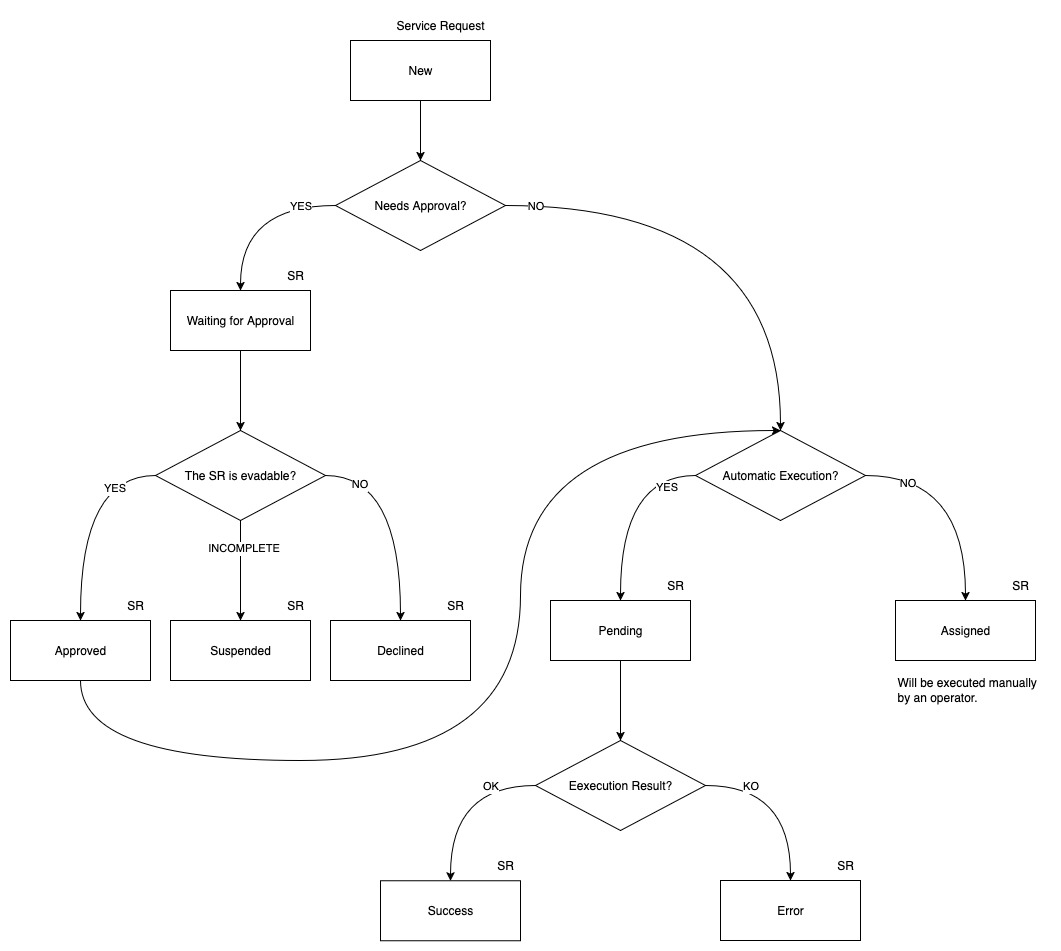 Service Request
New
Needs Approval?
YES
NO
SR
Waiting for Approval
The SR is evadable?
Automatic Execution?
YES
INCOMPLETE
NO
YES
NO
SR
SR
SR
SR
SR
Approved
Suspended
Declined
Pending
Assigned
Will be executed manually
by an operator.
Eexecution Result?
OK
KO
SR
SR
Success
Error